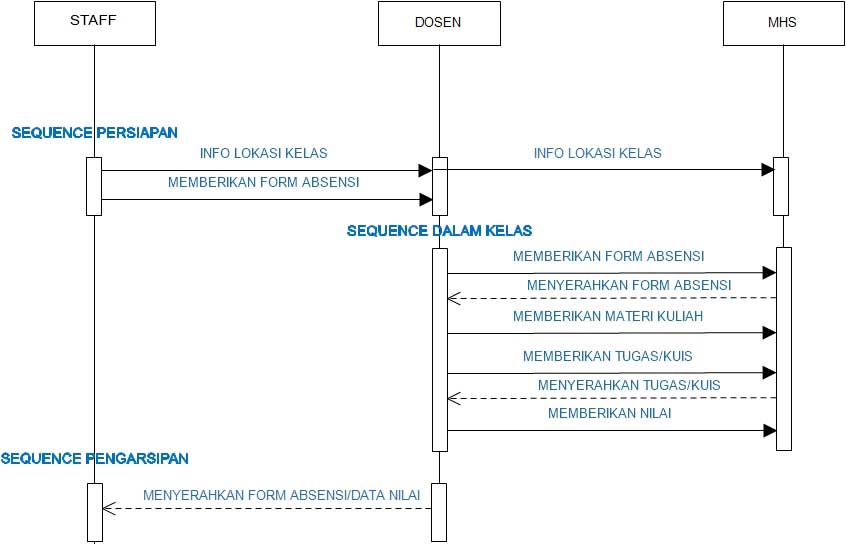 STAFF
DOSEN
MHS
SEQUENCE PERSIAPAN
INFO LOKASI KELAS
INFO LOKASI KELAS
MEMBERIKAN FORM ABSENSI
SEQUENCE DALAM KELAS
MEMBERIKAN FORM ABSENSI
MENYERAHKAN FORM ABSENSI
MEMBERIKAN MATERI KULIAH
MEMBERIKAN TUGAS/KUIS
MENYERAHKAN TUGAS/KUIS
MEMBERIKAN NILAI
SEQUENCE PENGARSIPAN
MENYERAHKAN FORM ABSENSI/DATA NILAI